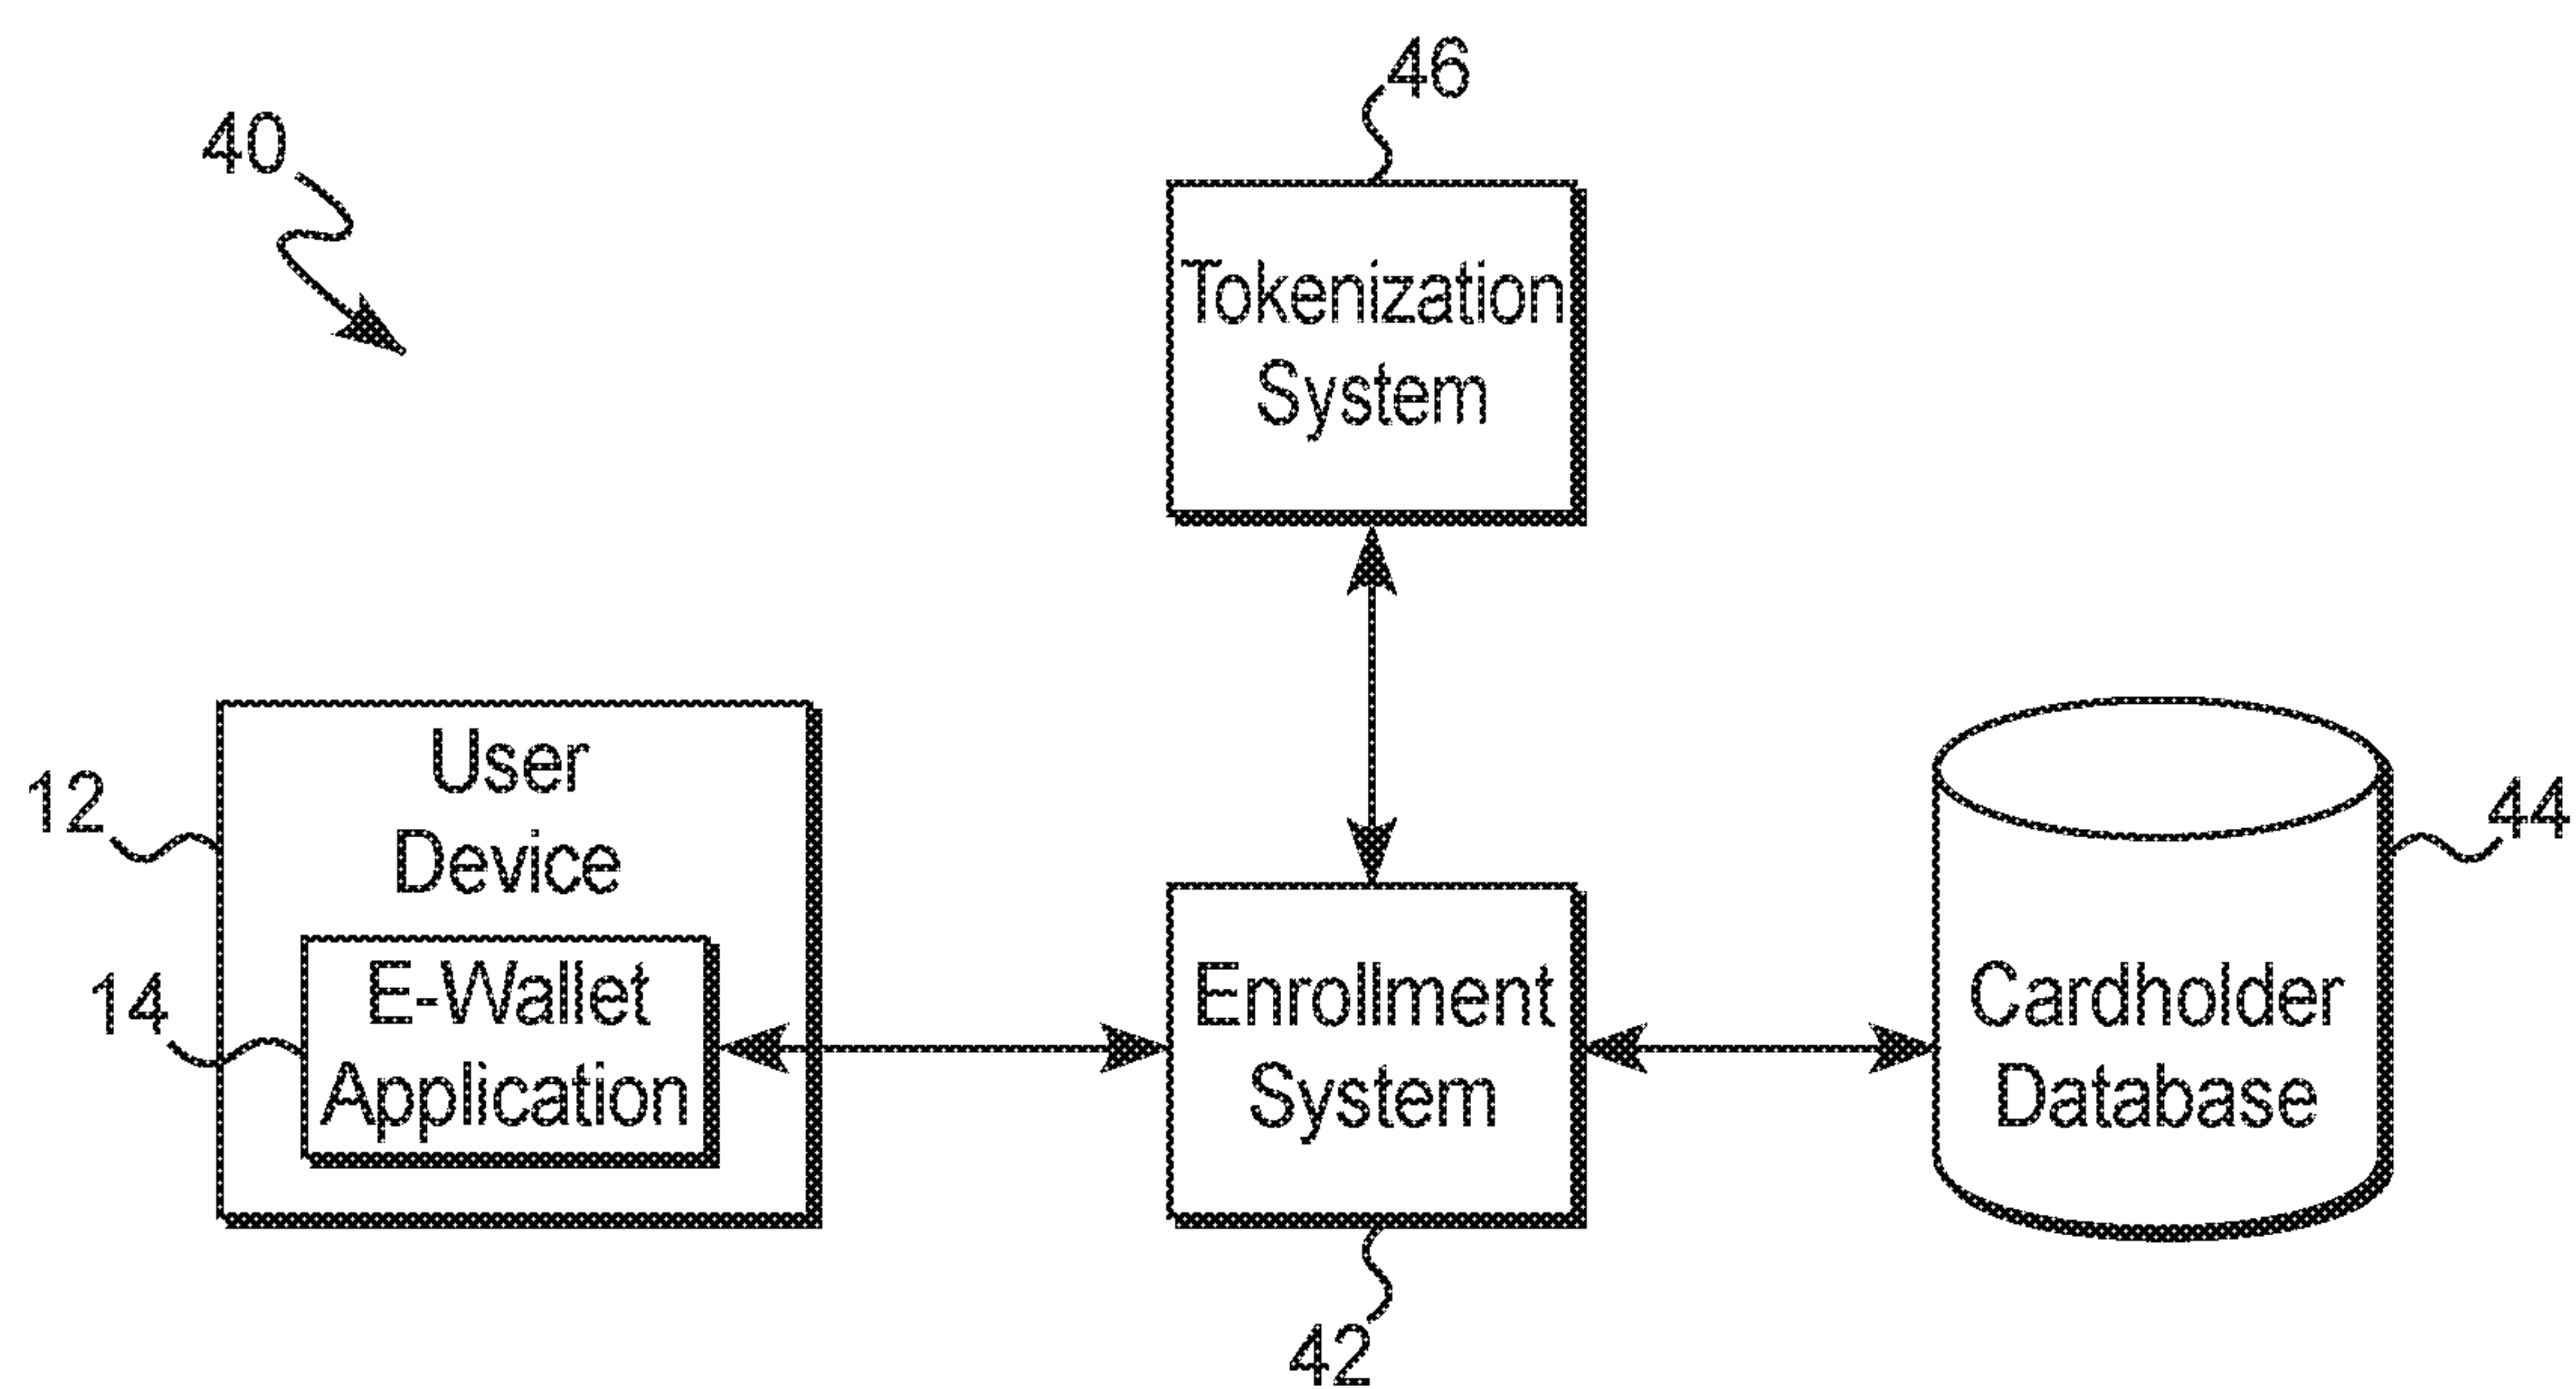 46
40
Tokenization
System
User
Device
12
44
E-Wallet
Application
14
Enrollment
System
Cardholder
Database
42